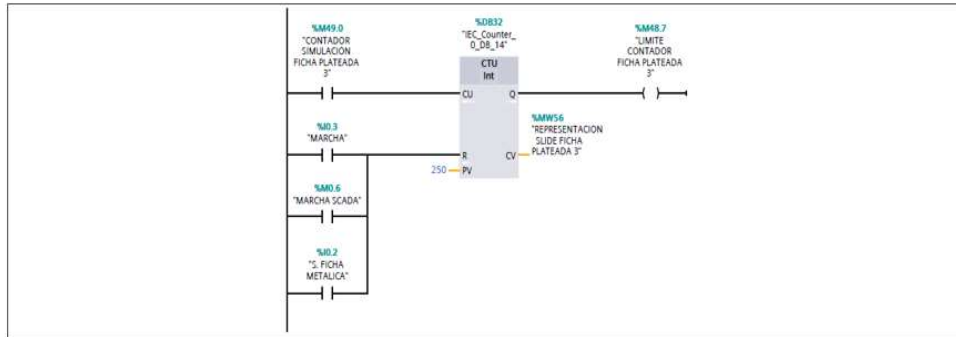 %M49.0
"CONTADOR
SIMULACION
FICHA PLATEADA
3"
%DB32
"IEC_Counter_
0_DB_14"
CTU
Int
CU
Q
%M48.7
"LIMITE
CONTADOR
FICHA PLATEADA
3"
%I0.3
"MARCHA"
R
CV
250
PV
%MW56
"REPRESENTACION
SLIDE FICHA
PLATEADA 3"
%M0.6
"MARCHA SCADA"
%I0.2
"S. FICHA
METALICA"